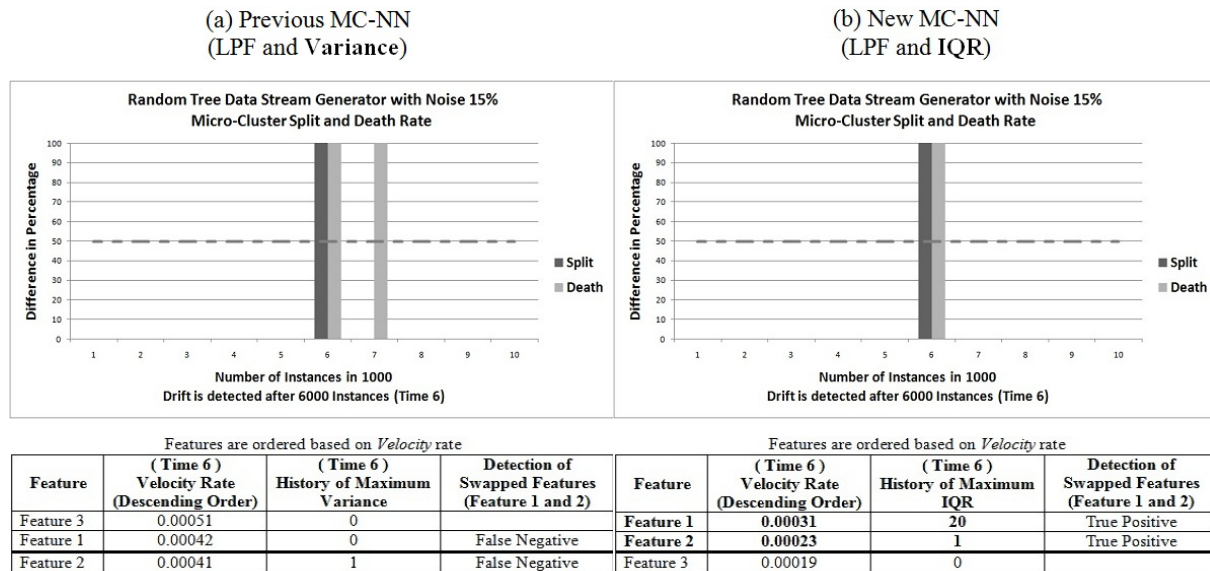 (a) Previous MC-NN
(LPF and Variance)
Random Tree Data Stream Generator with Noise 15%
Micro-Cluster Split and Death Rate
Difference in Percentage
100
90
80
70
60
50
40
30
20
10
0
1 2 3 4 5 6 7 8 9 10
Split
Death
Number of Instances in 1000
Drift is detected after 6000 Instances (Time 6)
Features are ordered based on Velocity rate
Feature | ( Time 6 ) Velocity Rate (Descending Order) | ( Time 6 ) History of Maximum Variance | Detection of Swapped Features (Feature 1 and 2)
Feature 3 | 0.00051 | 0 |
Feature 1 | 0.00042 | 0 | False Negative
Feature 2 | 0.00041 | 1 | False Negative
(b) New MC-NN
(LPF and IQR)
Random Tree Data Stream Generator with Noise 15%
Micro-Cluster Split and Death Rate
Difference in Percentage
100
90
80
70
60
50
40
30
20
10
0
1 2 3 4 5 6 7 8 9 10
Split
Death
Number of Instances in 1000
Drift is detected after 6000 Instances (Time 6)
Features are ordered based on Velocity rate
Feature | ( Time 6 ) Velocity Rate (Descending Order) | ( Time 6 ) History of Maximum IQR | Detection of Swapped Features (Feature 1 and 2)
Feature 1 | 0.00031 | 20 | True Positive
Feature 2 | 0.00023 | 1 | True Positive
Feature 3 | 0.00019 | 0 |